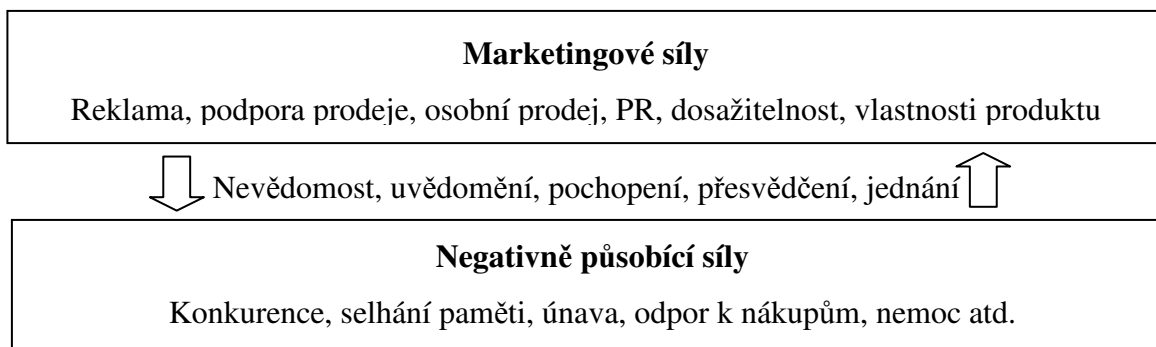 Marketingové síly
Reklama, podpora prodeje, osobní prodej, PR, dosažitelnost, vlastnosti produktu
Nevědomost, uvědomění, pochopení, přesvědčení, jednání
Negativně působící síly
Konkurence, selhání paměti, únava, odpor k nákupům, nemoc atd.